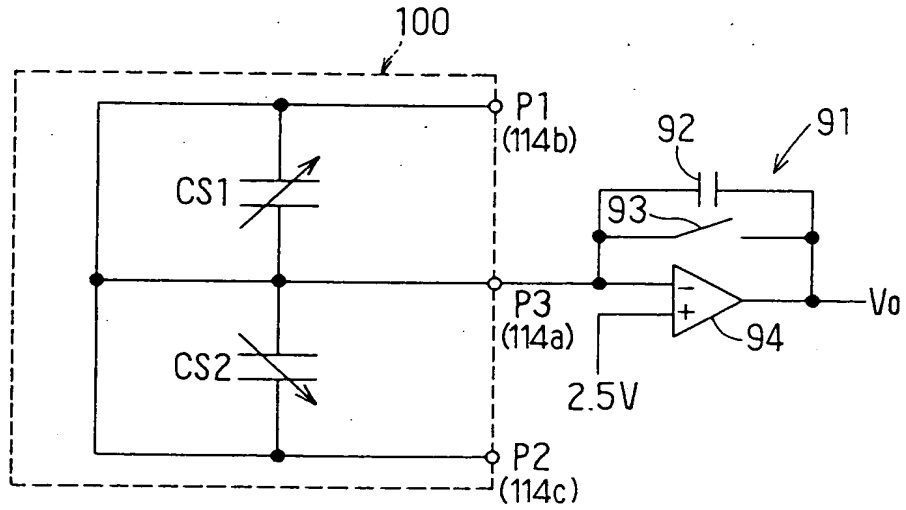 100
P1
(114b)
CS1
92
91
93
P3
(114a)
94
Vo
CS2
2.5V
P2
(114c)
−
+